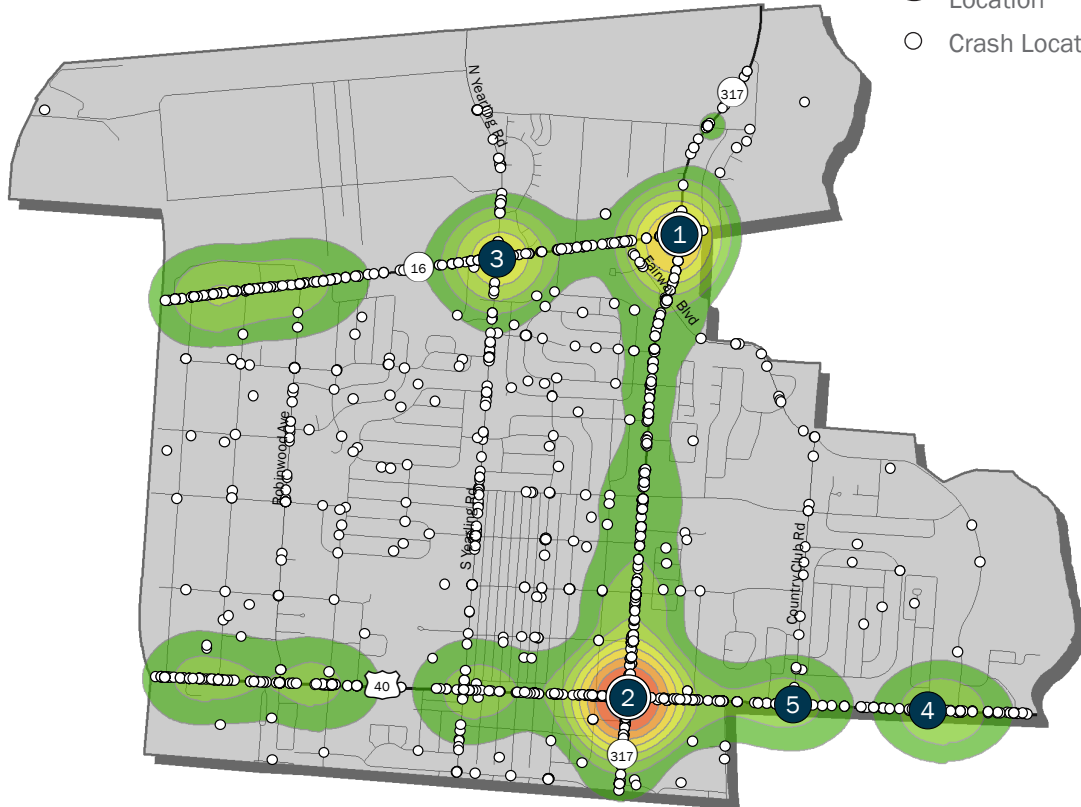 Location
Crash Locat
317
N Yearling Rd
1
3
16
Fairway Blvd
Robinwood Ave
S Yearling Rd
Country Club Rd
40
2
5
4
317